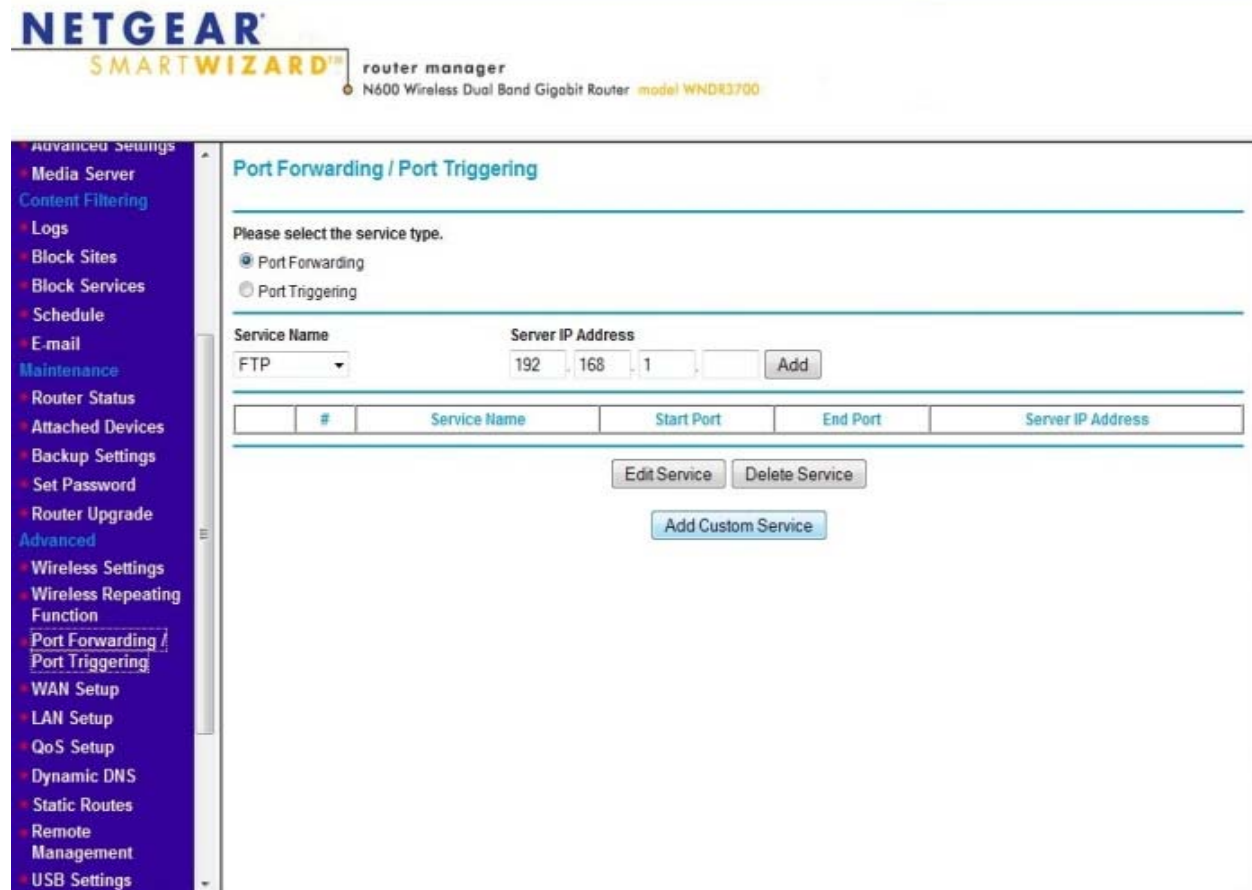 NETGEAR
SMARTWIZARD™
router manager
N600 Wireless Dual Band Gigabit Router model WNDR3700
Advanced Settings
Media Server
Content Filtering
Logs
Block Sites
Block Services
Schedule
E-mail
Maintenance
Router Status
Attached Devices
Backup Settings
Set Password
Router Upgrade
Advanced
Wireless Settings
Wireless Repeating
Function
Port Forwarding /
Port Triggering
WAN Setup
LAN Setup
QoS Setup
Dynamic DNS
Static Routes
Remote
Management
USB Settings
Port Forwarding / Port Triggering
Please select the service type.
Port Forwarding
Port Triggering
Service Name Server IP Address
FTP 192 . 168 . 1 . Add
# Service Name Start Port End Port Server IP Address
Edit Service Delete Service
Add Custom Service